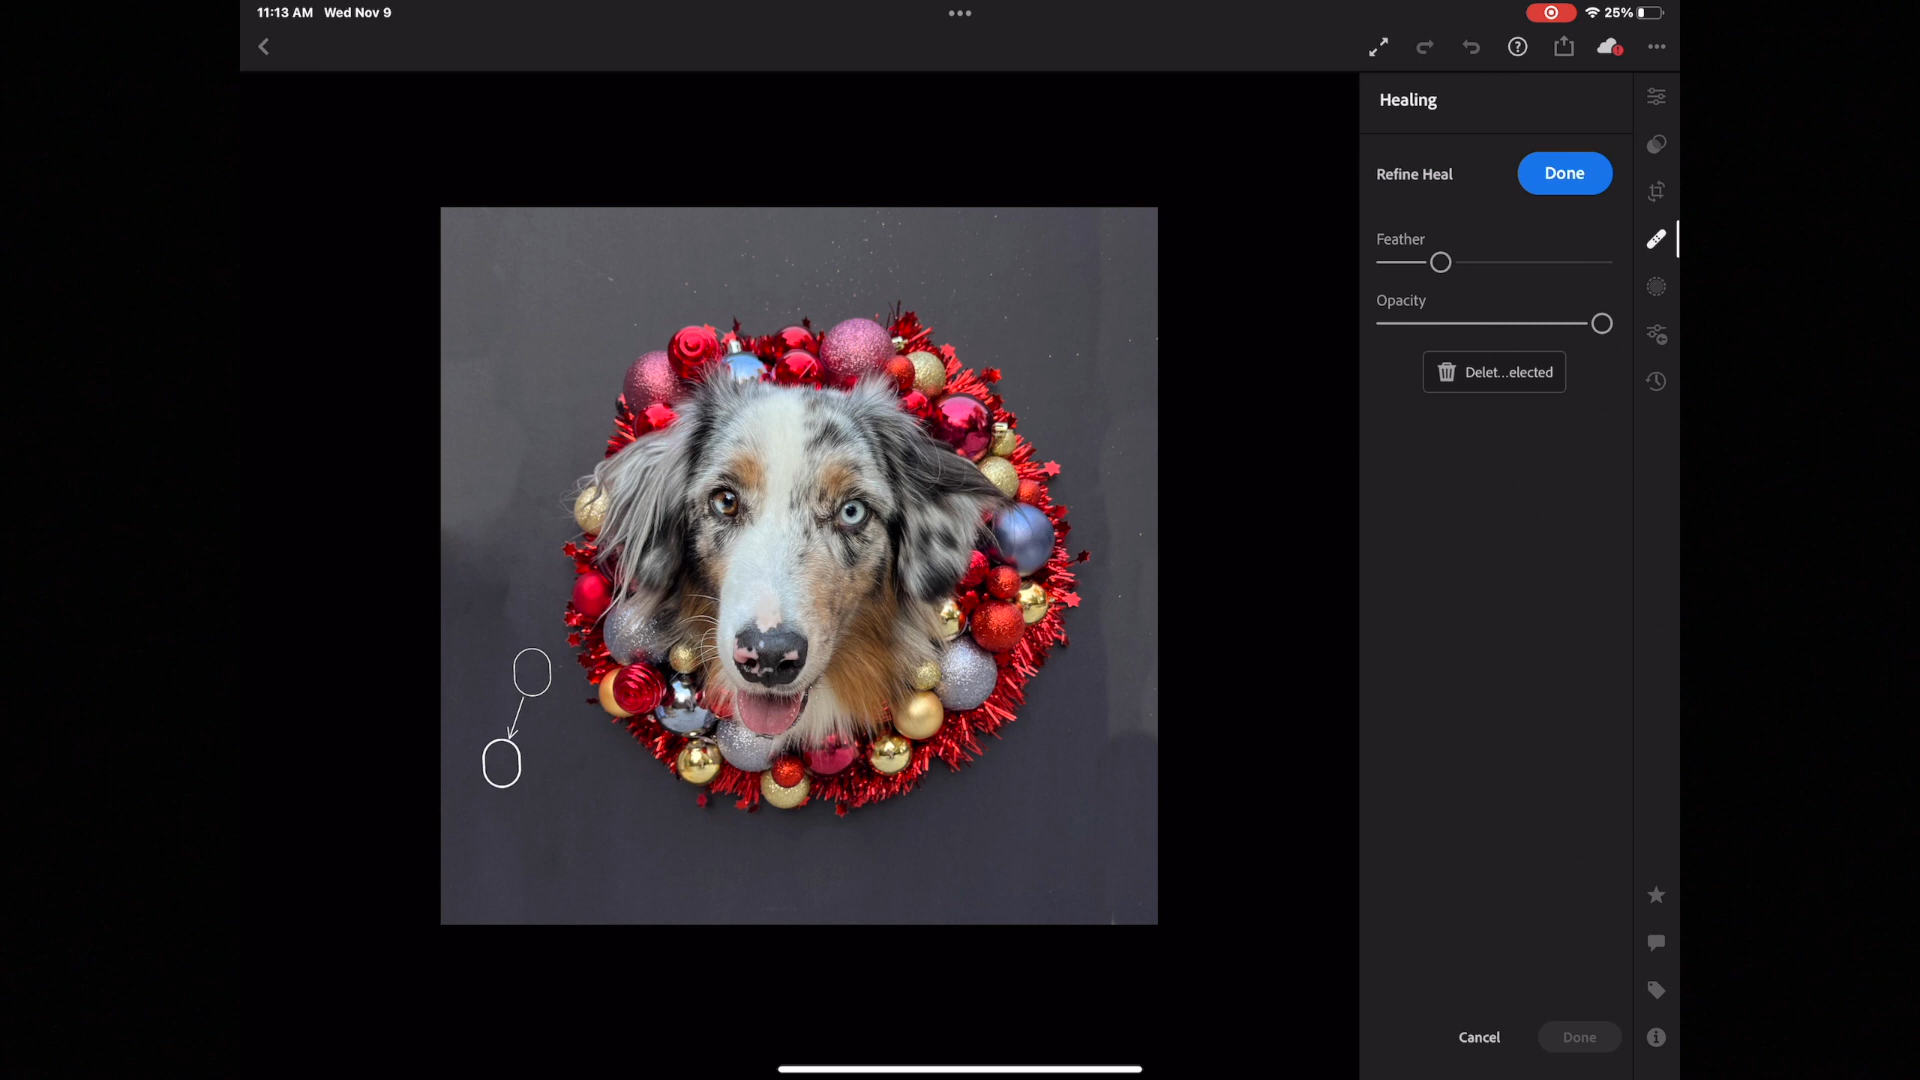 11:13 AM Wed Nov 9
25%
Healing
Refine Heal
Done
Feather
Opacity
Delet...elected
Cancel
Done